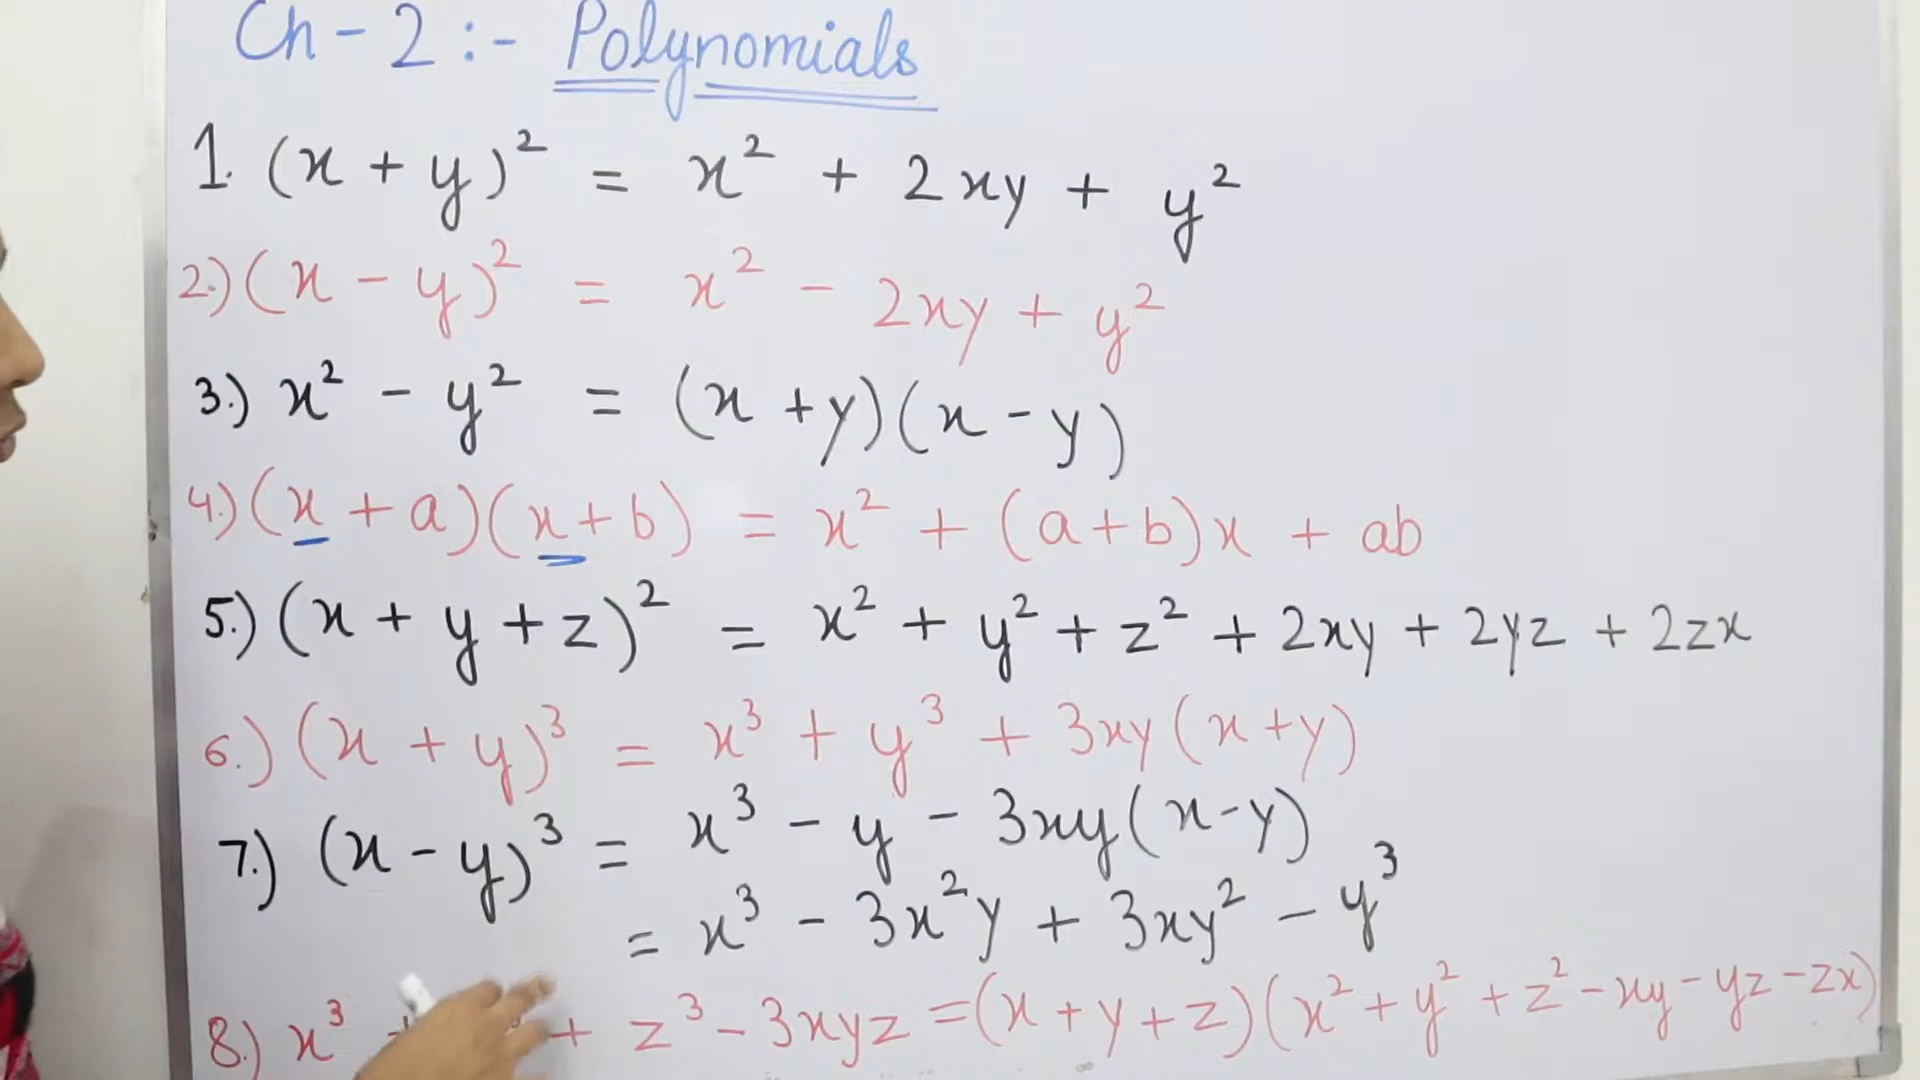 Ch - 2 :- Polynomials
1. (x + y)² = x² + 2xy + y²
2.) (x - y)² = x² - 2xy + y²
3.) x² - y² = (x + y)(x - y)
4.) (x + a)(x + b) = x² + (a + b)x + ab
5.) (x + y + z)² = x² + y² + z² + 2xy + 2yz + 2zx
6.) (x + y)³ = x³ + y³ + 3xy(x + y)
7.) (x - y)³ = x³ - y - 3xy(x - y)
= x³ - 3x²y + 3xy² - y³
8.) x³ + z³ - 3xyz = (x + y + z)(x² + y² + z² - xy - yz - zx)